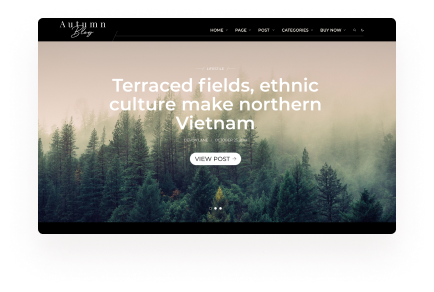 Autumn
Blog
HOME
PAGE
POST
CATEGORIES
BUY NOW
Terraced fields, ethnic
culture make northern
Vietnam
VIEW POST